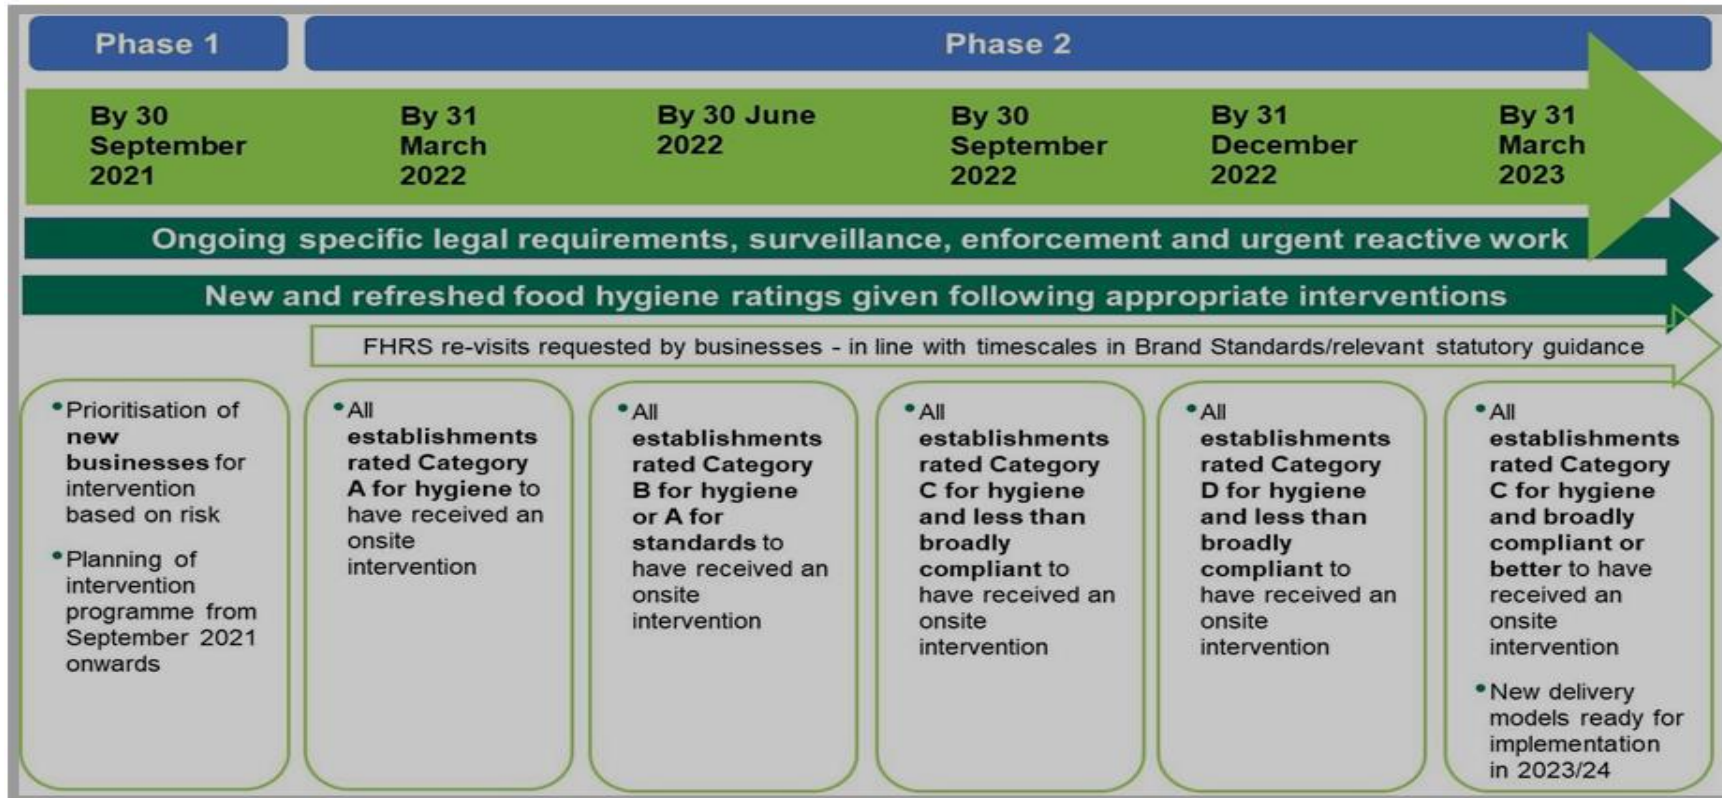 Phase 1
Phase 2
By 30
September
2021
By 31
March
2022
By 30 June
2022
By 30
September
2022
By 31
December
2022
By 31
March
2023
Ongoing specific legal requirements, surveillance, enforcement and urgent reactive work
New and refreshed food hygiene ratings given following appropriate interventions
FHRS re-visits requested by businesses - in line with timescales in Brand Standards/relevant statutory guidance
•Prioritisation of
new
businesses for
intervention
based on risk
•Planning of
intervention
programme from
September 2021
onwards
•All
establishments
rated Category
A for hygiene to
have received an
onsite
intervention
•All
establishments
rated Category
B for hygiene
or A for
standards to
have received an
onsite
intervention
•All
establishments
rated Category
C for hygiene
and less than
broadly
compliant to
have received an
onsite
intervention
•All
establishments
rated Category
D for hygiene
and less than
broadly
compliant to
have received an
onsite
intervention
•All
establishments
rated Category
C for hygiene
and broadly
compliant or
better to have
received an
onsite
intervention
•New delivery
models ready for
implementation
in 2023/24